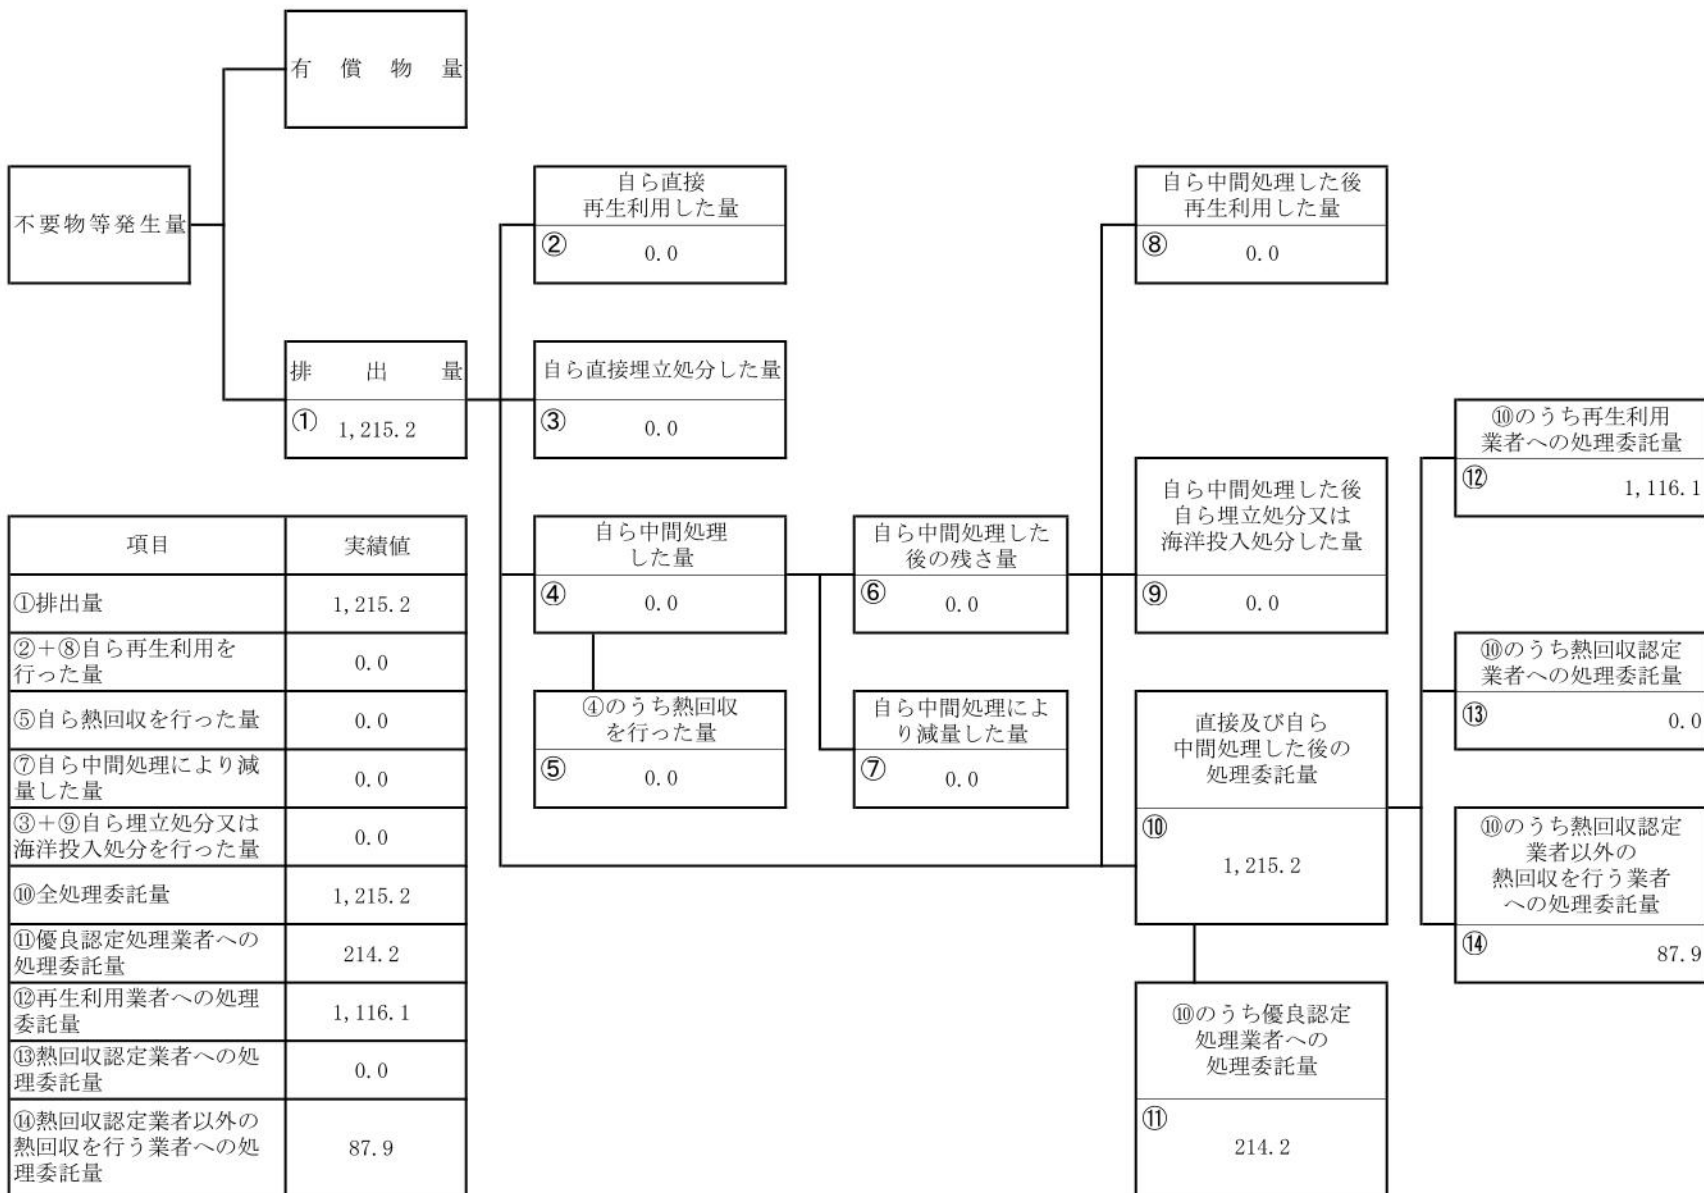 有償物量
不要物等発生量
排出量
① 1,215.2
自ら直接
再生利用した量
② 0.0
自ら直接埋立処分した量
③ 0.0
自ら中間処理
した量
④ 0.0
④のうち熱回収
を行った量
⑤ 0.0
自ら中間処理した
後の残さ量
⑥ 0.0
自ら中間処理によ
り減量した量
⑦ 0.0
自ら中間処理した後
再生利用した量
⑧ 0.0
自ら中間処理した後
自ら埋立処分又は
海洋投入処分した量
⑨ 0.0
直接及び自ら
中間処理した後の
処理委託量
⑩
1,215.2
⑩のうち優良認定
処理業者への
処理委託量
⑪
214.2
⑩のうち再生利用
業者への処理委託量
⑫ 1,116.1
⑩のうち熱回収認定
業者への処理委託量
⑬ 0.0
⑩のうち熱回収認定
業者以外の
熱回収を行う業者
への処理委託量
⑭ 87.9
項目 実績値
①排出量 1,215.2
②+⑧自ら再生利用を
行った量 0.0
⑤自ら熱回収を行った量 0.0
⑦自ら中間処理により減
量した量 0.0
③+⑨自ら埋立処分又は
海洋投入処分を行った量 0.0
⑩全処理委託量 1,215.2
⑪優良認定処理業者への
処理委託量 214.2
⑫再生利用業者への処理
委託量 1,116.1
⑬熱回収認定業者への処
理委託量 0.0
⑭熱回収認定業者以外の
熱回収を行う業者への処
理委託量 87.9